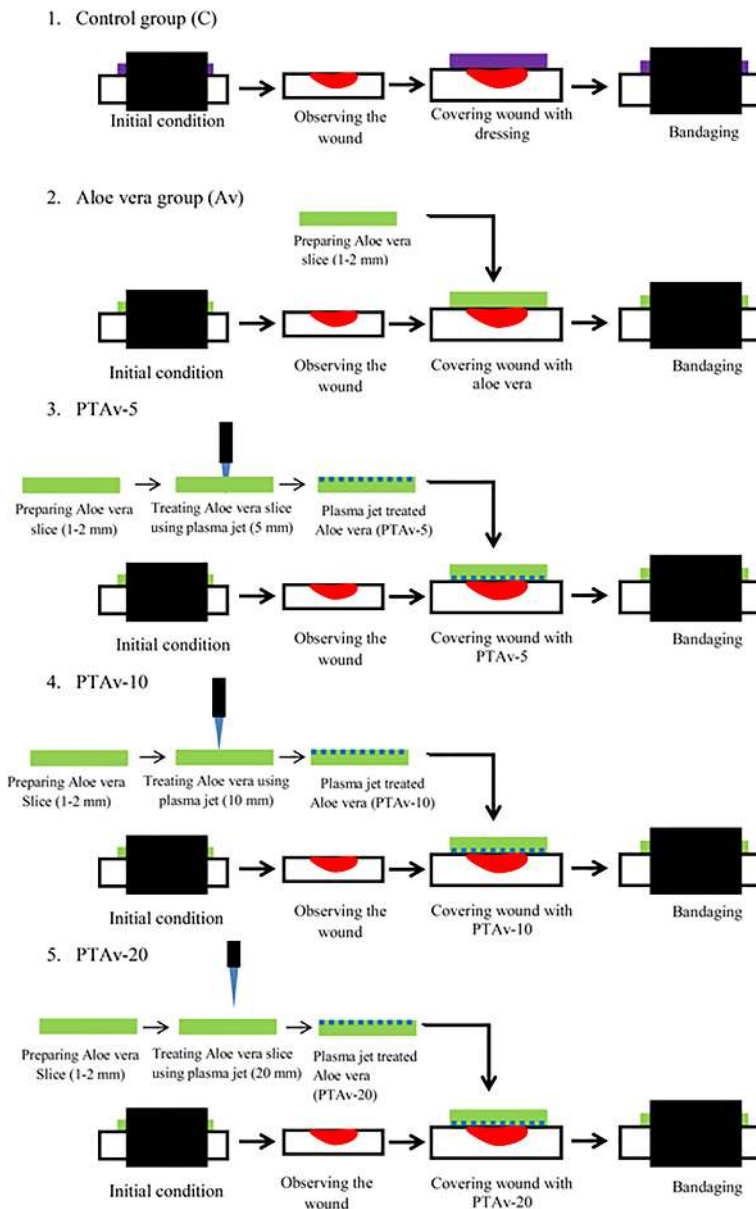 1. Control group (C)
Initial condition
Observing the
wound
Covering wound with
dressing
Bandaging
2. Aloe vera group (Av)
Preparing Aloe vera
slice (1-2 mm)
Initial condition
Observing the
wound
Covering wound with
aloe vera
Bandaging
3. PTAv-5
Preparing Aloe vera
slice (1-2 mm)
Treating Aloe vera slice
using plasma jet (5 mm)
Plasma jet treated
Aloe vera (PTAv-5)
Initial condition
Observing the
wound
Covering wound with
PTAv-5
Bandaging
4. PTAv-10
Preparing Aloe vera
Slice (1-2 mm)
Treating Aloe vera using
plasma jet (10 mm)
Plasma jet treated
Aloe vera (PTAv-10)
Initial condition
Observing the
wound
Covering wound with
PTAv-10
Bandaging
5. PTAv-20
Preparing Aloe vera
Slice (1-2 mm)
Treating Aloe vera slice
using plasma jet (20 mm)
Plasma jet treated
Aloe vera
(PTAv-20)
Initial condition
Observing the
wound
Covering wound with
PTAv-20
Bandaging